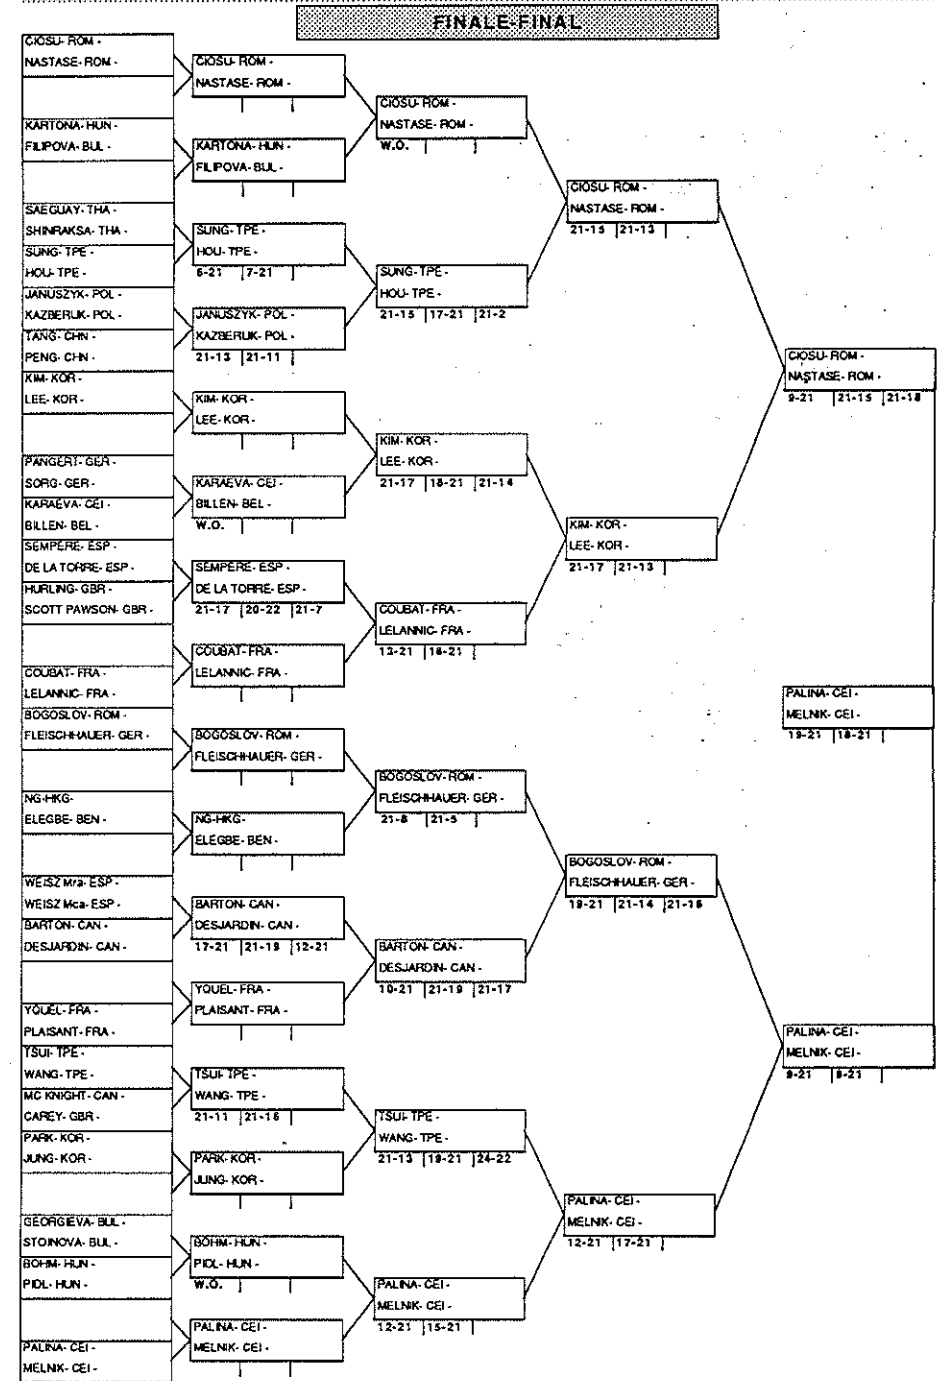 FINALE-FINAL
CIOSU- ROM -
NASTASE- ROM -
KARTONA- HUN -
FILIPOVA- BUL -
SAEGUAY- THA -
SHINRAKSA- THA -
SUNG- TPE -
HOU- TPE -
JANUSZYK- POL -
KAZBERUK- POL -
TANG- CHN -
PENG- CHN -
KIM- KOR -
LEE- KOR -
PANGERT- GER -
SORG- GER -
KARAEVA- CEI -
BILLEN- BEL -
SEMPERE- ESP -
DE LA TORRE- ESP -
HURLING- GBR -
SCOTT PAWSON- GBR -
COUBAT- FRA -
LELANNIC- FRA -
BOGOSLOV- ROM -
FLEISCHHAUER- GER -
NG-HKG-
ELEGBE- BEN -
WEISZ Mra- ESP -
WEISZ Mca- ESP -
BARTON- CAN -
DESJARDIN- CAN -
YQUEL- FRA -
PLAISANT- FRA -
TSUI- TPE -
WANG- TPE -
MC KNIGHT- CAN -
CAREY- GBR -
PARK- KOR -
JUNG- KOR -
GEORGIEVA- BUL -
STOINOVA- BUL -
BOHM- HUN -
PIDL- HUN -
PALINA- CEI -
MELNIK- CEI -
CIOSU- ROM -
NASTASE- ROM -
KARTONA- HUN -
FILIPOVA- BUL -
SUNG- TPE -
HOU- TPE -
6-21 7-21
JANUSZYK- POL -
KAZBERUK- POL -
21-13 21-11
KIM- KOR -
LEE- KOR -
KARAEVA- CEI -
BILLEN- BEL -
W.O.
SEMPERE- ESP -
DE LA TORRE- ESP -
21-17 20-22 21-7
COUBAT- FRA -
LELANNIC- FRA -
BOGOSLOV- ROM -
FLEISCHHAUER- GER -
NG-HKG-
ELEGBE- BEN -
BARTON- CAN -
DESJARDIN- CAN -
17-21 21-19 12-21
YQUEL- FRA -
PLAISANT- FRA -
TSUI- TPE -
WANG- TPE -
21-11 21-16
PARK- KOR -
JUNG- KOR -
BOHM- HUN -
PIDL- HUN -
W.O.
PALINA- CEI -
MELNIK- CEI -
CIOSU- ROM -
NASTASE- ROM -
W.O.
SUNG- TPE -
HOU- TPE -
21-15 17-21 21-2
KIM- KOR -
LEE- KOR -
21-17 18-21 21-14
COUBAT- FRA -
LELANNIC- FRA -
13-21 16-21
BOGOSLOV- ROM -
FLEISCHHAUER- GER -
21-8 21-5
BARTON- CAN -
DESJARDIN- CAN -
10-21 21-19 21-17
TSUI- TPE -
WANG- TPE -
21-13 19-21 24-22
PALINA- CEI -
MELNIK- CEI -
12-21 15-21
CIOSU- ROM -
NASTASE- ROM -
21-15 21-13
KIM- KOR -
LEE- KOR -
21-17 21-13
BOGOSLOV- ROM -
FLEISCHHAUER- GER -
19-21 21-14 21-16
PALINA- CEI -
MELNIK- CEI -
12-21 17-21
CIOSU- ROM -
NASTASE- ROM -
9-21 21-15 21-18
PALINA- CEI -
MELNIK- CEI -
19-21 18-21
PALINA- CEI -
MELNIK- CEI -
9-21 9-21